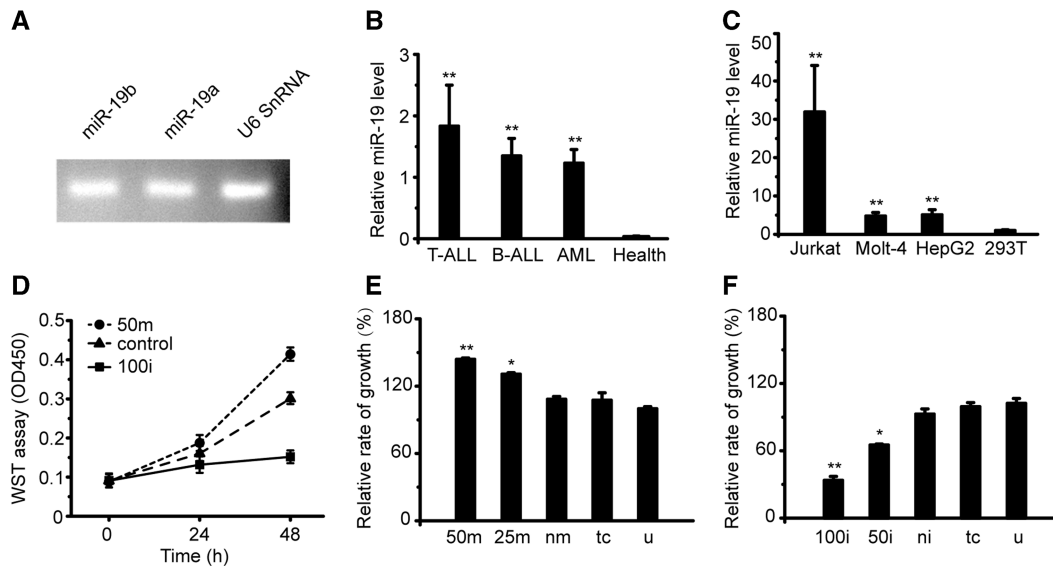 A
miR-19b
miR-19a
U6 SnRNA
B
Relative miR-19 level
3
2
1
0
**
**
**
T-ALL
B-ALL
AML
Health
C
Relative miR-19 level
50
40
30
20
10
0
**
**
**
Jurkat
Molt-4
HepG2
293T
D
WST assay (OD450)
0.5
0.4
0.3
0.2
0.1
0
50m
control
100i
0
24
48
Time (h)
E
Relative rate of growth (%)
180
120
60
0
**
*
50m
25m
nm
tc
u
F
Relative rate of growth (%)
180
120
60
0
**
*
100i
50i
ni
tc
u